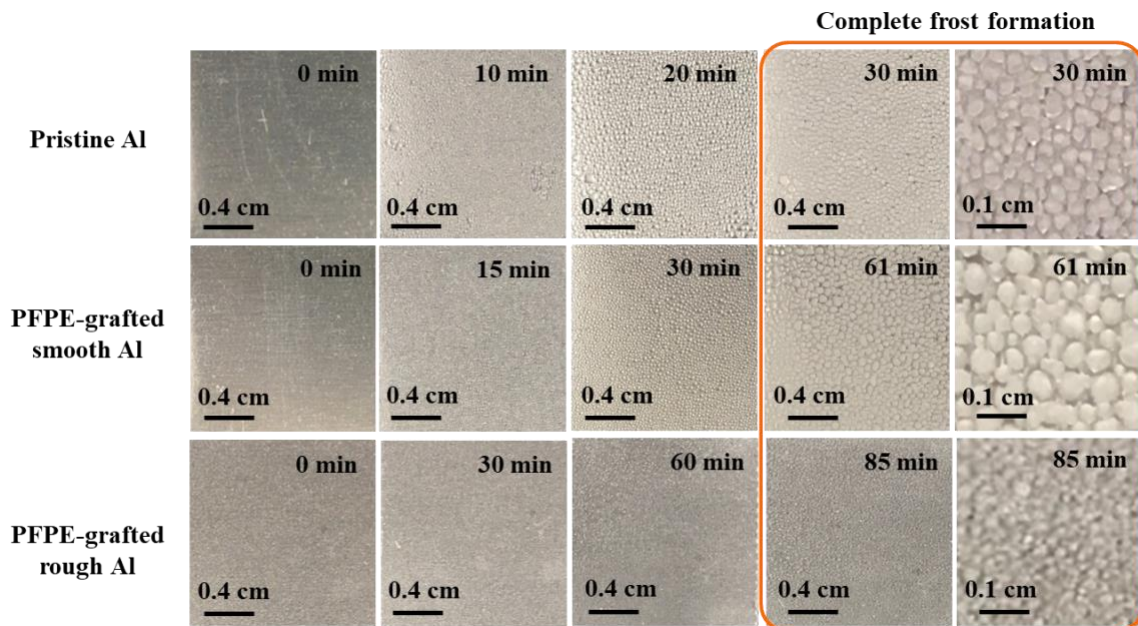 Complete frost formation
Pristine Al
0 min
10 min
20 min
30 min
30 min
0.4 cm
0.4 cm
0.4 cm
0.4 cm
0.1 cm
PFPE-grafted
smooth Al
0 min
15 min
30 min
61 min
61 min
0.4 cm
0.4 cm
0.4 cm
0.4 cm
0.1 cm
PFPE-grafted
rough Al
0 min
30 min
60 min
85 min
85 min
0.4 cm
0.4 cm
0.4 cm
0.4 cm
0.1 cm